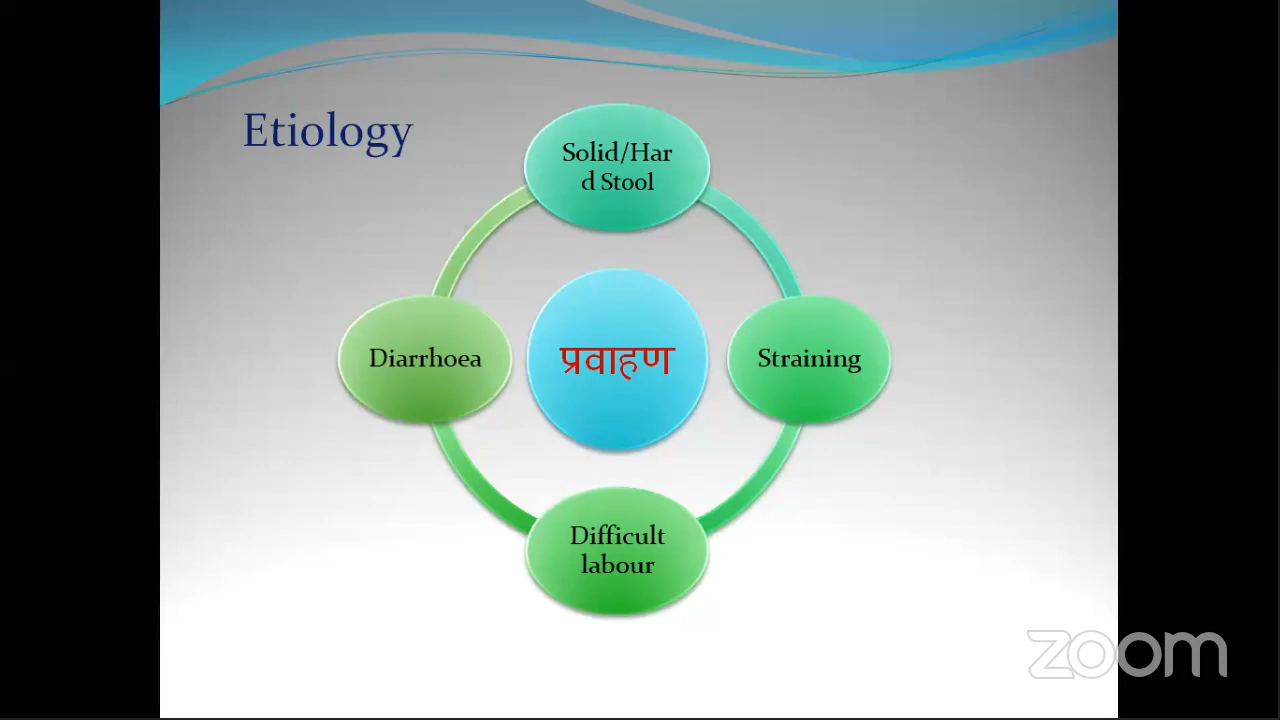 Etiology
Solid/Har
d Stool
Diarrhoea
प्रवाहण
Straining
Difficult
labour
zoom